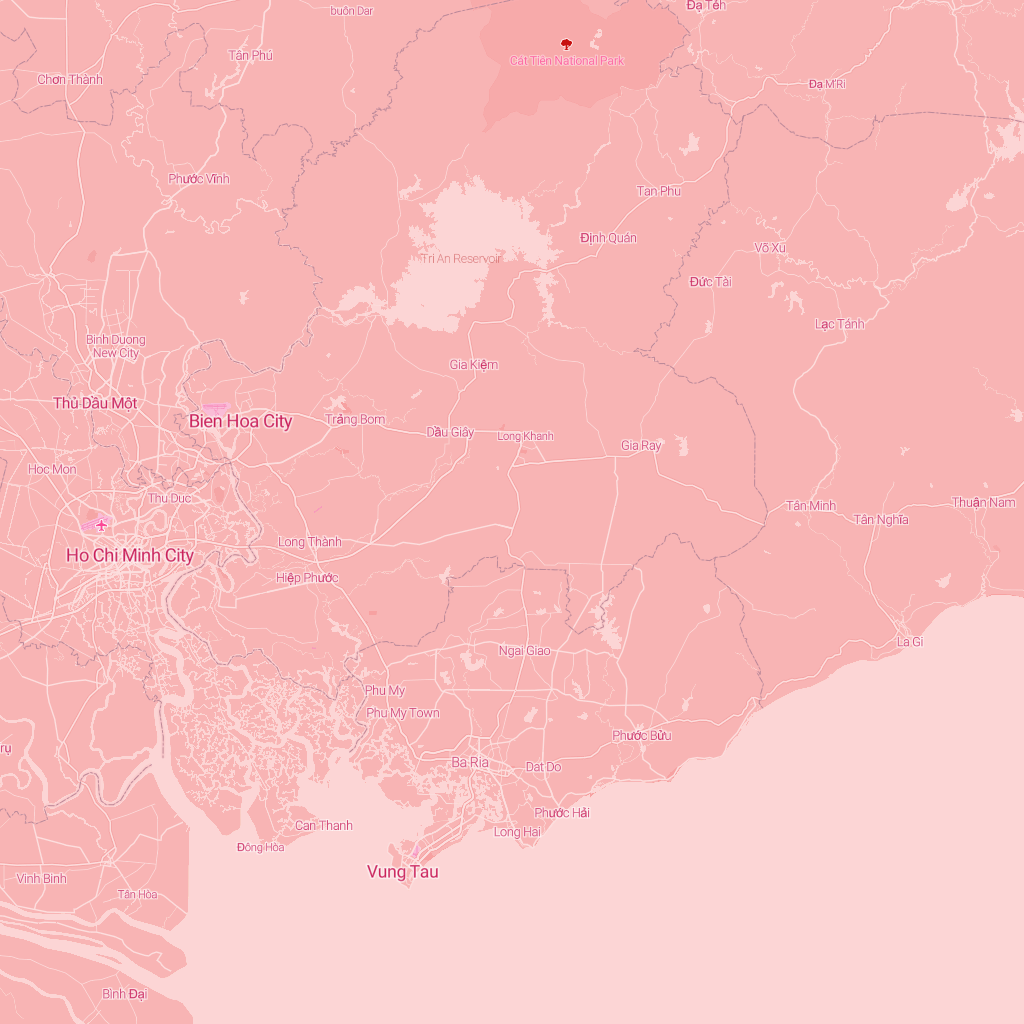 buôn Dar
Đạ Tẻh
Tân Phú
Cát Tiên National Park
Chơn Thành
Đạ M'Ri
Phước Vĩnh
Tan Phu
Định Quán
Võ Xü
Tri An Reservoir
Đức Tài
Lạc Tánh
Binh Duong
New City
Gia Kiệm
Thủ Dầu Một
Bien Hoa City
Trảng Bom
Dầu Giây
Long Khanh
Gia Ray
Hoc Mon
Thu Duc
Tân Minh
Thuận Nam
Tân Nghĩa
Ho Chi Minh City
Long Thành
Hiệp Phước
La Gi
Ngai Giao
Phu My
Phu My Town
Phước Bửu
rụ
Ba Ria
Dat Do
Phước Hải
Can Thanh
Long Hai
Đông Hòa
Vung Tau
Vinh Binh
Tân Hòa
Bình Đại